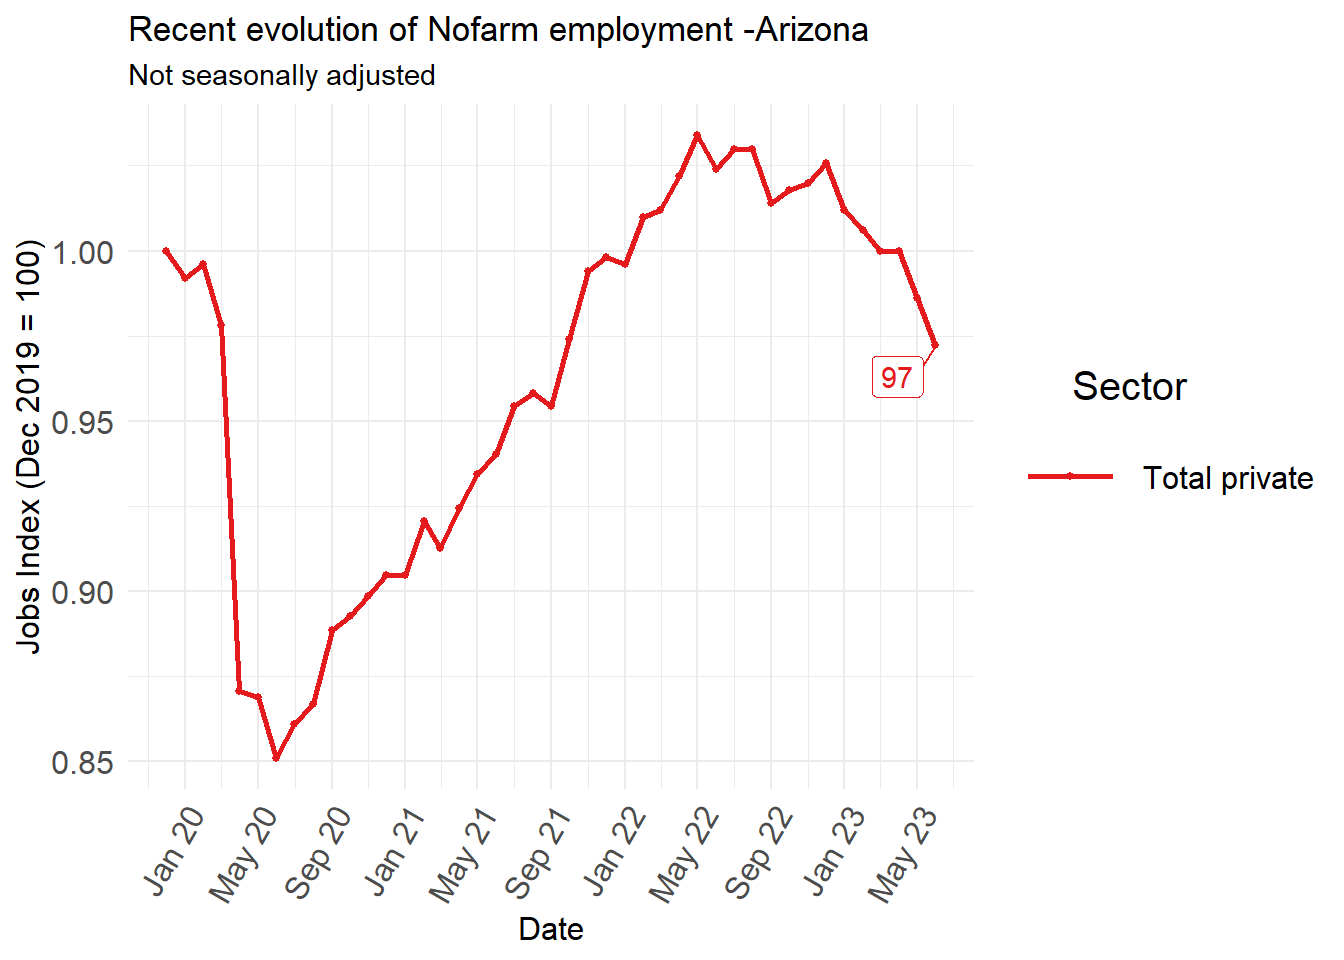 Recent evolution of Nofarm employment -Arizona
Not seasonally adjusted
Jobs Index (Dec 2019 = 100)
1.00
0.95
0.90
0.85
97
Jan 20
May 20
Sep 20
Jan 21
May 21
Sep 21
Jan 22
May 22
Sep 22
Jan 23
May 23
Date
Sector
Total private